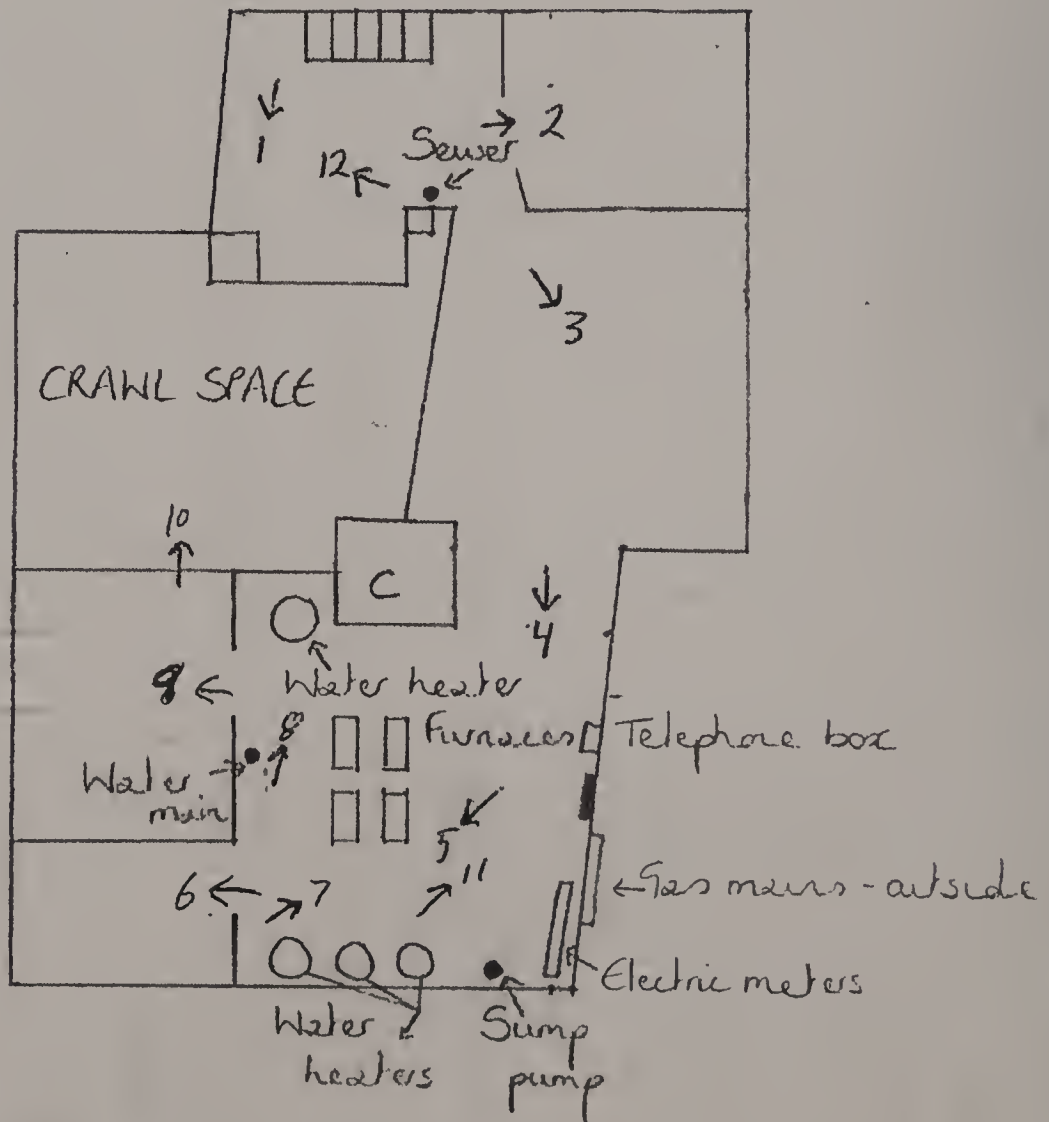 1
2
Sewer
12
3
CRAWL SPACE
10
C
4
9
Water heater
8
Furnaces
Telephone box
Water
main
5
11
6
7
Gas mains - outside
Electric meters
Water
heaters
Sump
pump